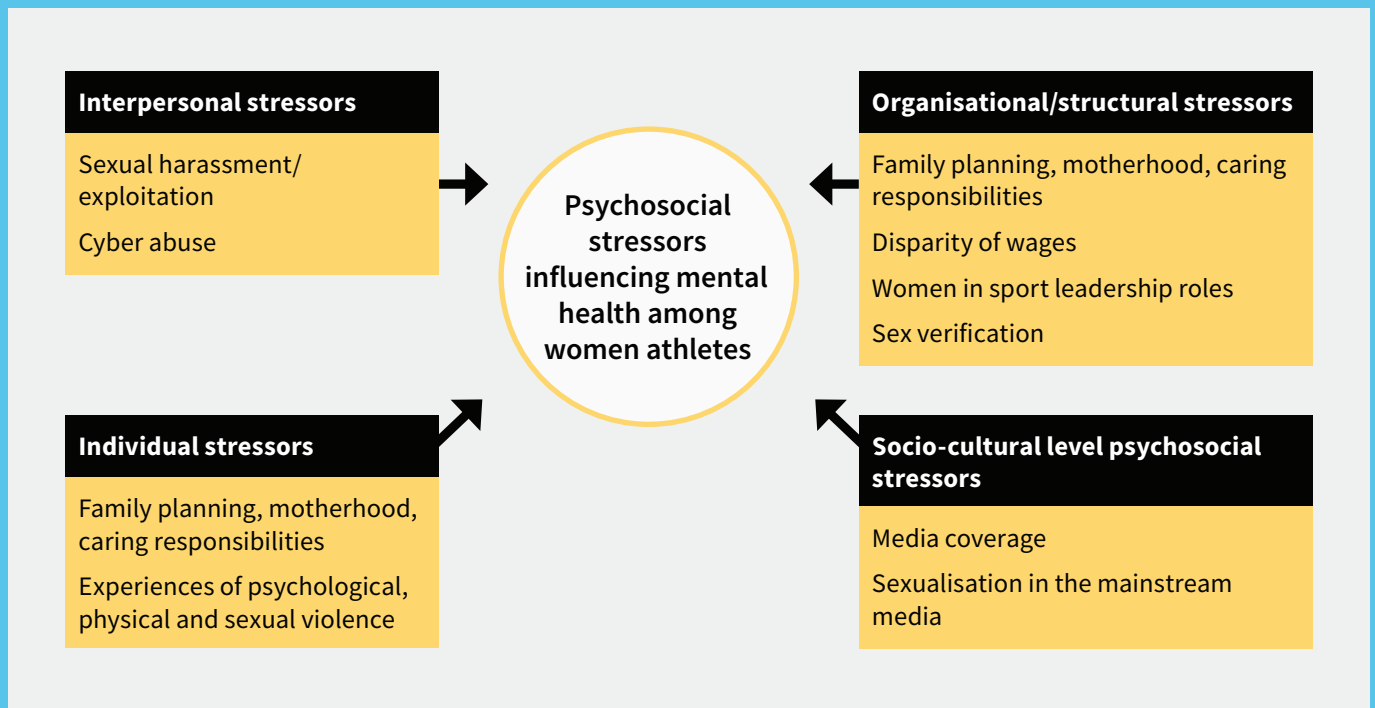 Interpersonal stressors
Sexual harassment/
exploitation
Cyber abuse
Individual stressors
Family planning, motherhood,
caring responsibilities
Experiences of psychological,
physical and sexual violence
Psychosocial
stressors
influencing mental
health among
women athletes
Organisational/structural stressors
Family planning, motherhood, caring
responsibilities
Disparity of wages
Women in sport leadership roles
Sex verification
Socio-cultural level psychosocial
stressors
Media coverage
Sexualisation in the mainstream
media